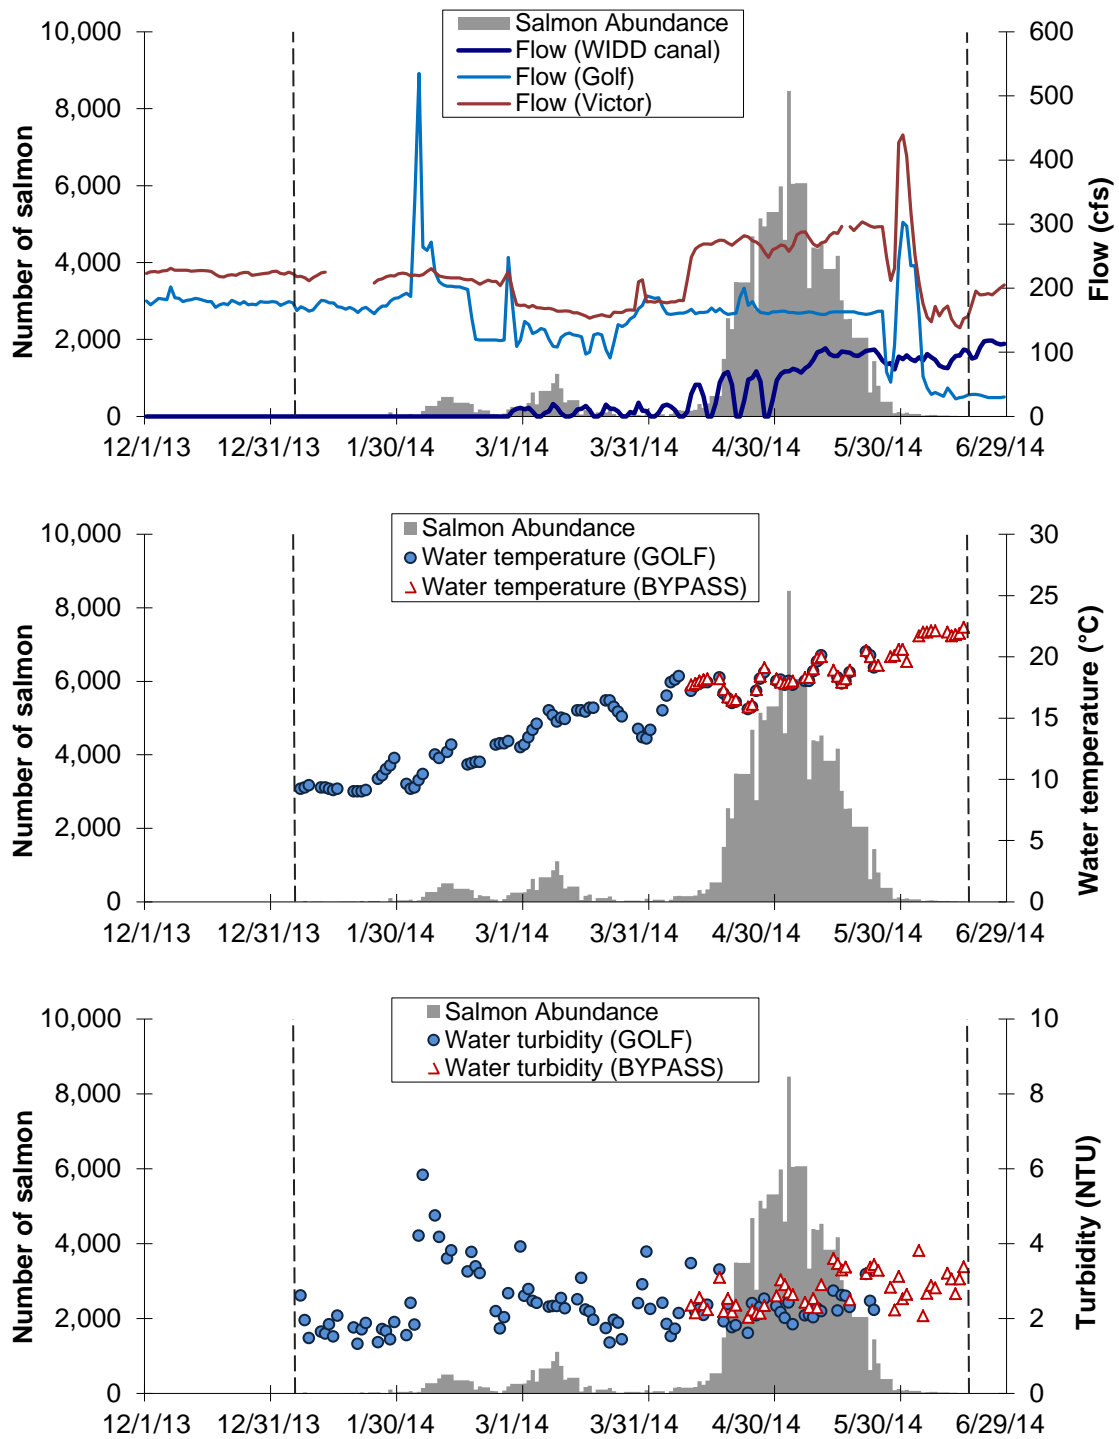 Salmon Abundance
Flow (WIDD canal)
Flow (Golf)
Flow (Victor)
Number of salmon
10,000
8,000
6,000
4,000
2,000
0
600
500
400
300
200
100
0
Flow (cfs)
12/1/13 12/31/13 1/30/14 3/1/14 3/31/14 4/30/14 5/30/14 6/29/14
Salmon Abundance
Water temperature (GOLF)
Water temperature (BYPASS)
Number of salmon
10,000
8,000
6,000
4,000
2,000
0
30
25
20
15
10
5
0
Water temperature (°C)
12/1/13 12/31/13 1/30/14 3/1/14 3/31/14 4/30/14 5/30/14 6/29/14
Salmon Abundance
Water turbidity (GOLF)
Water turbidity (BYPASS)
Number of salmon
10,000
8,000
6,000
4,000
2,000
0
10
8
6
4
2
0
Turbidity (NTU)
12/1/13 12/31/13 1/30/14 3/1/14 3/31/14 4/30/14 5/30/14 6/29/14